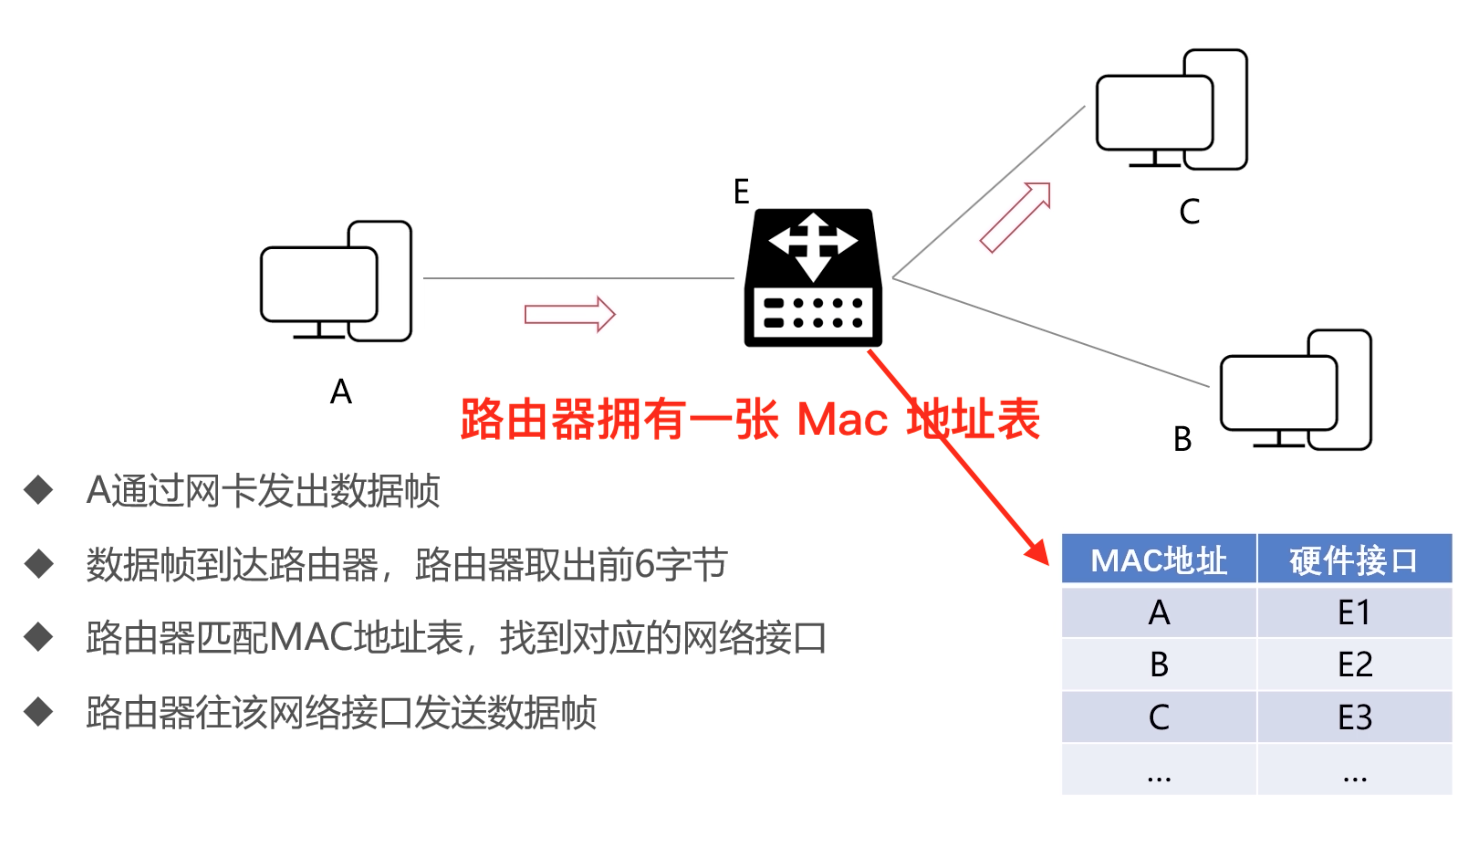 C
E
A
路由器拥有一张 Mac 地址表
B
◆ A通过网卡发出数据帧
◆ 数据帧到达路由器，路由器取出前6字节
◆ 路由器匹配MAC地址表，找到对应的网络接口
◆ 路由器往该网络接口发送数据帧
MAC地址 硬件接口
A E1
B E2
C E3
... ...